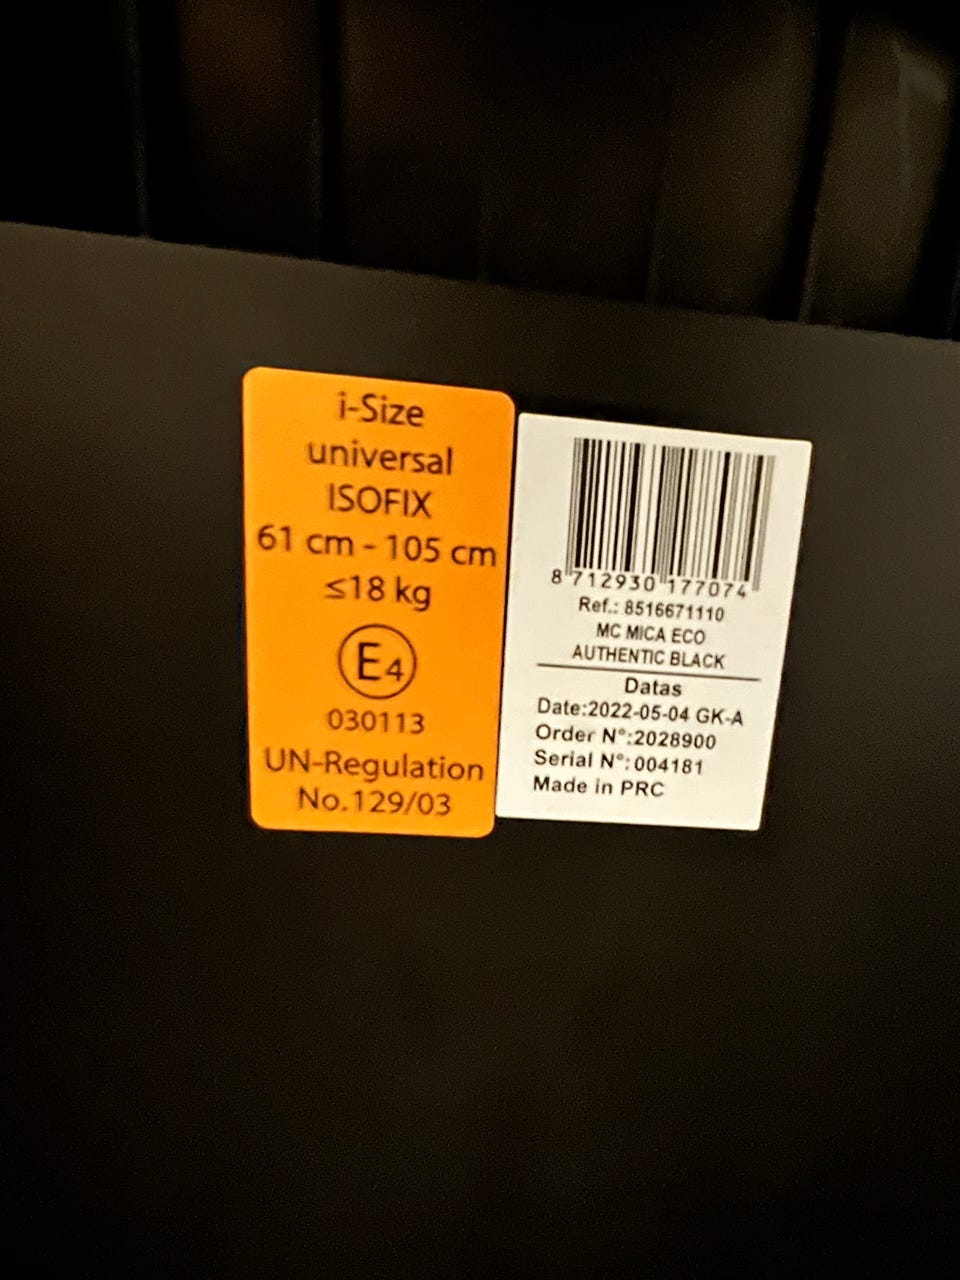 i-Size
universal
ISOFIX
61 cm - 105 cm
≤18 kg
E4
030113
UN-Regulation
No.129/03
8 712930 177074
Ref.: 8516671110
MC MICA ECO
AUTHENTIC BLACK
Datas
Date:2022-05-04 GK-A
Order N°:2028900
Serial N°:004181
Made in PRC